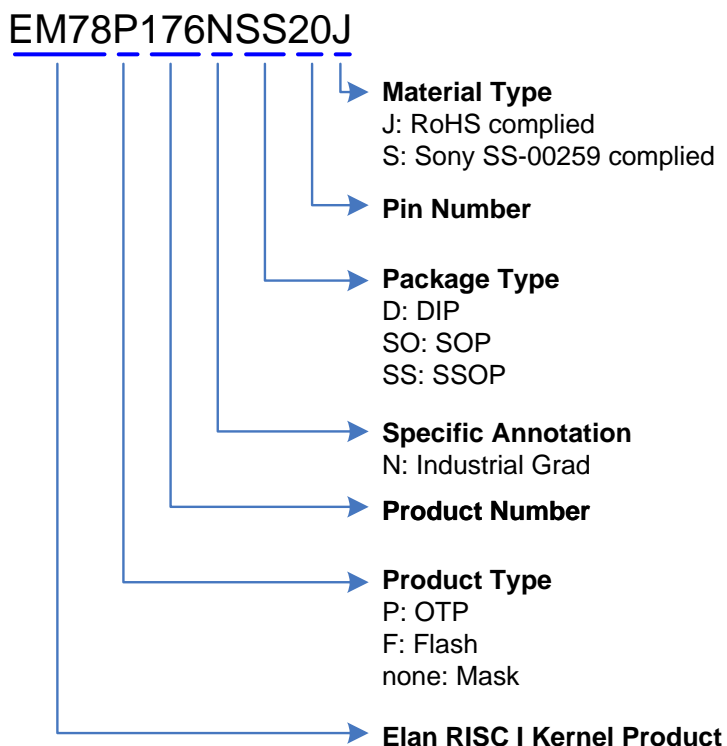 EM78P176NSS20J
Material Type
J: RoHS complied
S: Sony SS-00259 complied
Pin Number
Package Type
D: DIP
SO: SOP
SS: SSOP
Specific Annotation
N: Industrial Grad
Product Number
Product Type
P: OTP
F: Flash
none: Mask
Elan RISC I Kernel Product